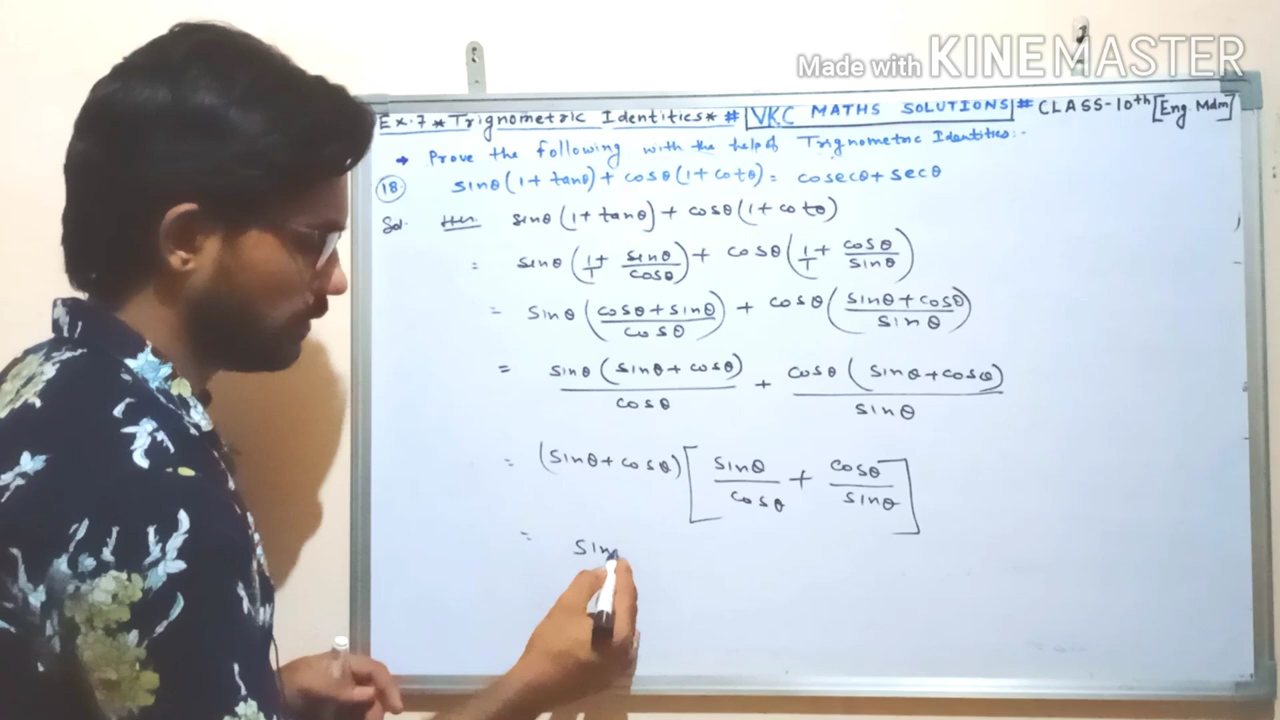 Made with KINEMASTER
Ex.7 * Trignometric Identities * # VKC MATHS SOLUTIONS # CLASS-10th [Eng Mdm]
→ Prove the following with the help of Trignometric Identities:-
18. sinθ(1+tanθ)+cosθ(1+cotθ)= cosecθ+secθ
Sol. sinθ(1+tanθ)+cosθ(1+cotθ)
= sinθ(1/1 + sinθ/cosθ)+ cosθ(1/1 + cosθ/sinθ)
= sinθ(cosθ+sinθ/cosθ) + cosθ(sinθ+cosθ/sinθ)
= sinθ(sinθ+cosθ)/cosθ + cosθ(sinθ+cosθ)/sinθ
= (sinθ+cosθ)[sinθ/cosθ + cosθ/sinθ]
= sin